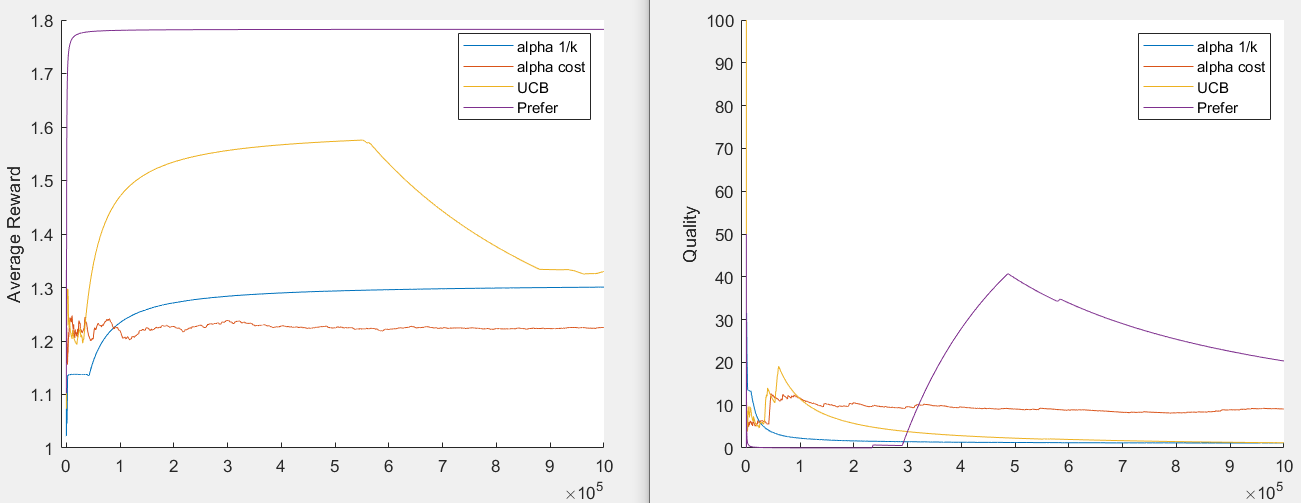 1.8
1.7
1.6
1.5
1.4
1.3
1.2
1.1
1
Average Reward
alpha 1/k
alpha cost
UCB
Prefer
0 1 2 3 4 5 6 7 8 9 10
×10^5
100
90
80
70
60
50
40
30
20
10
0
Quality
alpha 1/k
alpha cost
UCB
Prefer
0 1 2 3 4 5 6 7 8 9 10
×10^5